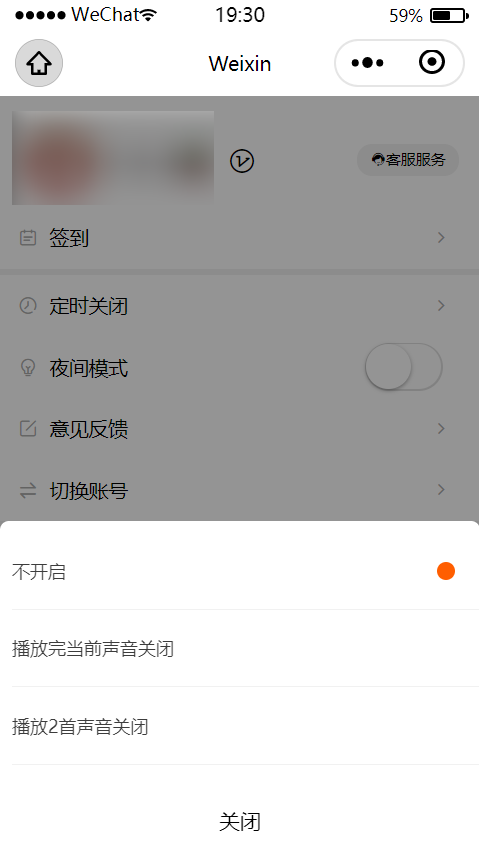 WeChat 19:30 59%
Weixin
客服服务
签到
定时关闭
夜间模式
意见反馈
切换账号
不开启
播放完当前声音关闭
播放2首声音关闭
关闭